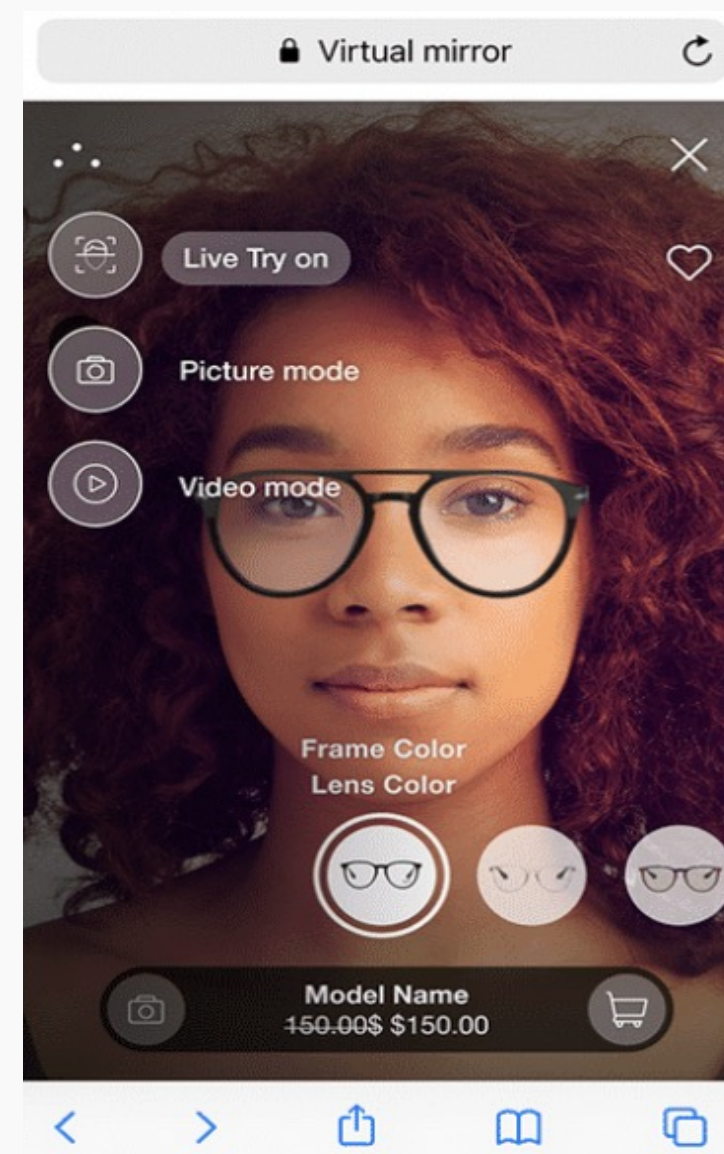 Virtual mirror
Live Try on
Picture mode
Video mode
Frame Color
Lens Color
Model Name
150.00$ $150.00